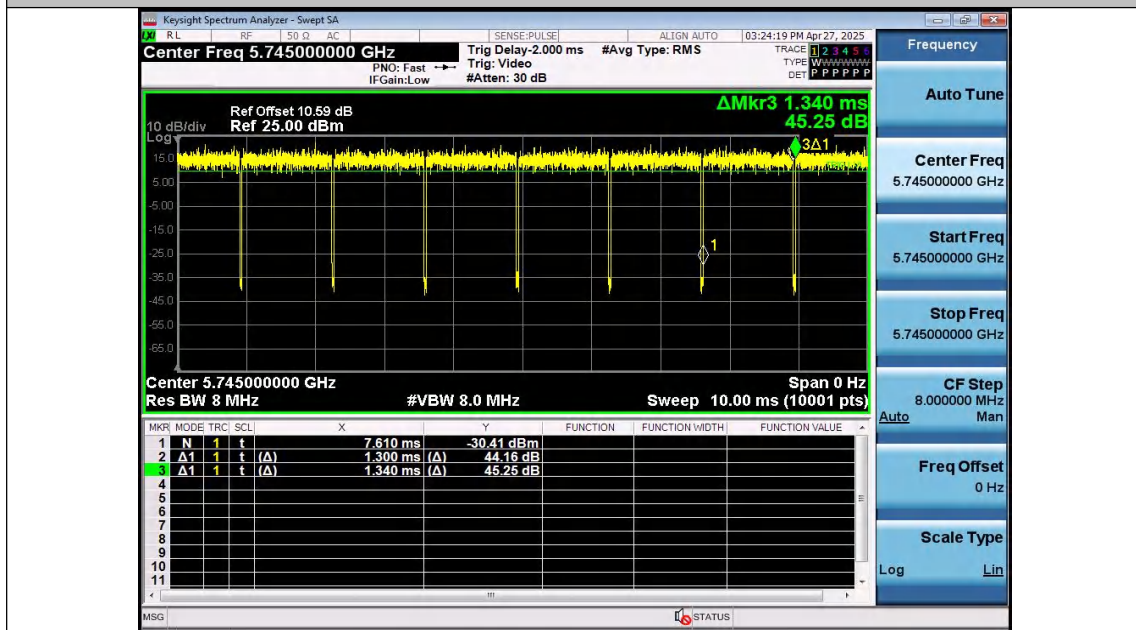 Keysight Spectrum Analyzer - Swept SA
LXI RL RF 50 Ω AC SENSE:PULSE ALIGN AUTO 03:24:19 PM Apr 27, 2025
Center Freq 5.745000000 GHz
PNO: Fast
IFGain:Low
Trig Delay-2.000 ms
Trig: Video
#Atten: 30 dB
#Avg Type: RMS
TRACE 1 2 3 4 5 6
TYPE WWWWWW
DET P P P P P P
ΔMkr3 1.340 ms
45.25 dB
Ref Offset 10.59 dB
10 dB/div Ref 25.00 dBm
Log
15.0
5.00
-5.00
-15.0
-25.0
-35.0
-45.0
-55.0
-65.0
3Δ1
1
Center 5.745000000 GHz Span 0 Hz
Res BW 8 MHz #VBW 8.0 MHz Sweep 10.00 ms (10001 pts)
MKR MODE TRC SCL X Y FUNCTION FUNCTION WIDTH FUNCTION VALUE
1 N 1 t 7.610 ms -30.41 dBm
2 Δ1 1 t (Δ) 1.300 ms (Δ) 44.16 dB
3 Δ1 1 t (Δ) 1.340 ms (Δ) 45.25 dB
4
5
6
7
8
9
10
11
MSG STATUS
Frequency
Auto Tune
Center Freq
5.745000000 GHz
Start Freq
5.745000000 GHz
Stop Freq
5.745000000 GHz
CF Step
8.000000 MHz
Auto Man
Freq Offset
0 Hz
Scale Type
Log Lin